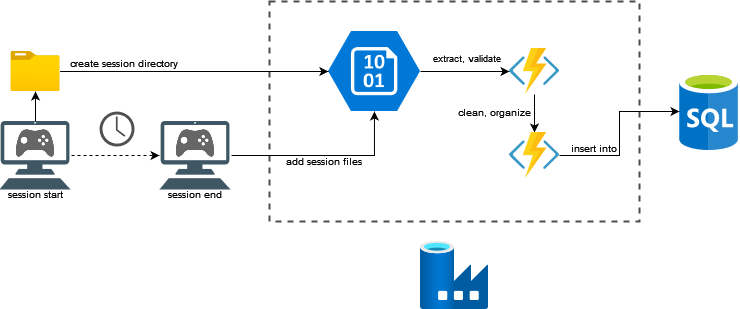 create session directory
10
01
extract, validate
clean, organize
SQL
insert into
add session files
session start
session end